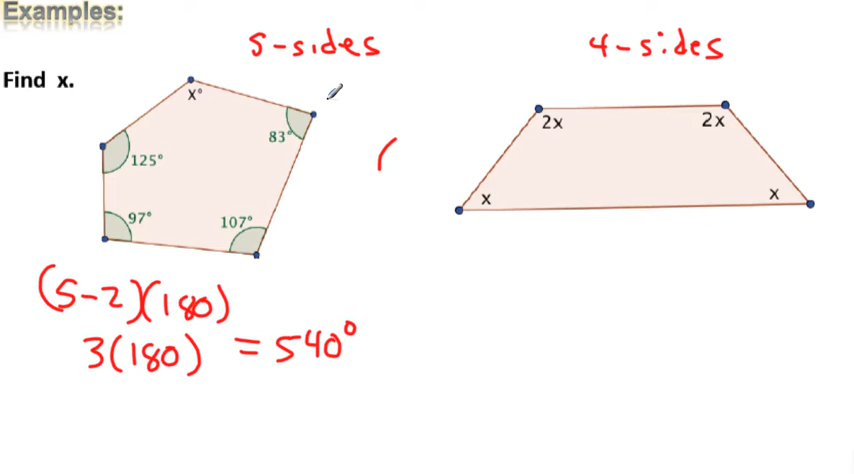 Examples:
5-sides
4-sides
Find x.
x°
83°
125°
97°
107°
2x
2x
x
x
(
(5-2)(180)
3(180) = 540°